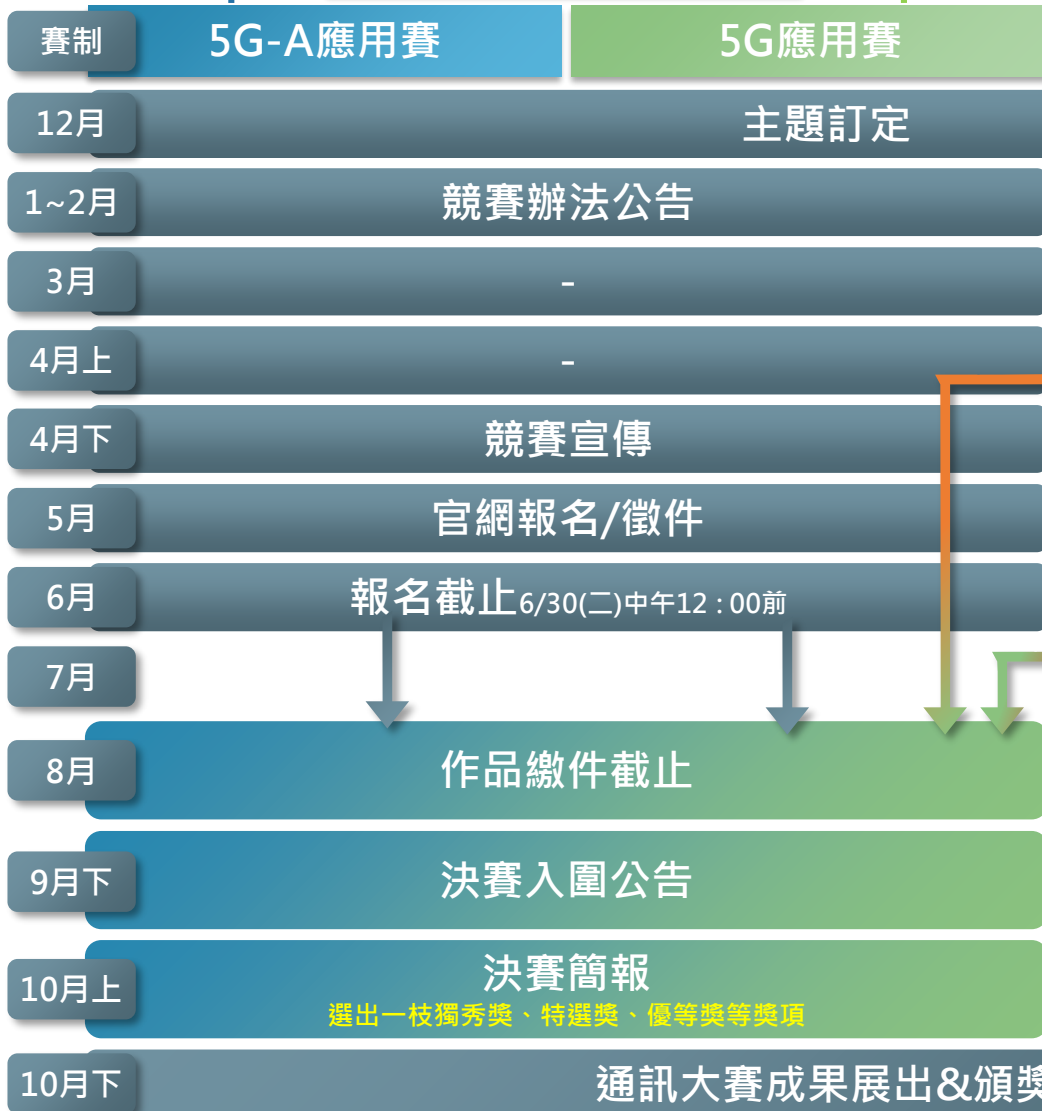 賽制
5G-A應用賽
5G應用賽
12月
主題訂定
1~2月
競賽辦法公告
3月
-
4月上
-
4月下
競賽宣傳
5月
官網報名/徵件
6月
報名截止6/30(二)中午12：00前
7月
8月
作品繳件截止
9月下
決賽入圍公告
10月上
決賽簡報
選出一枝獨秀獎、特選獎、優等獎等獎項
10月下
通訊大賽成果展出&頒獎